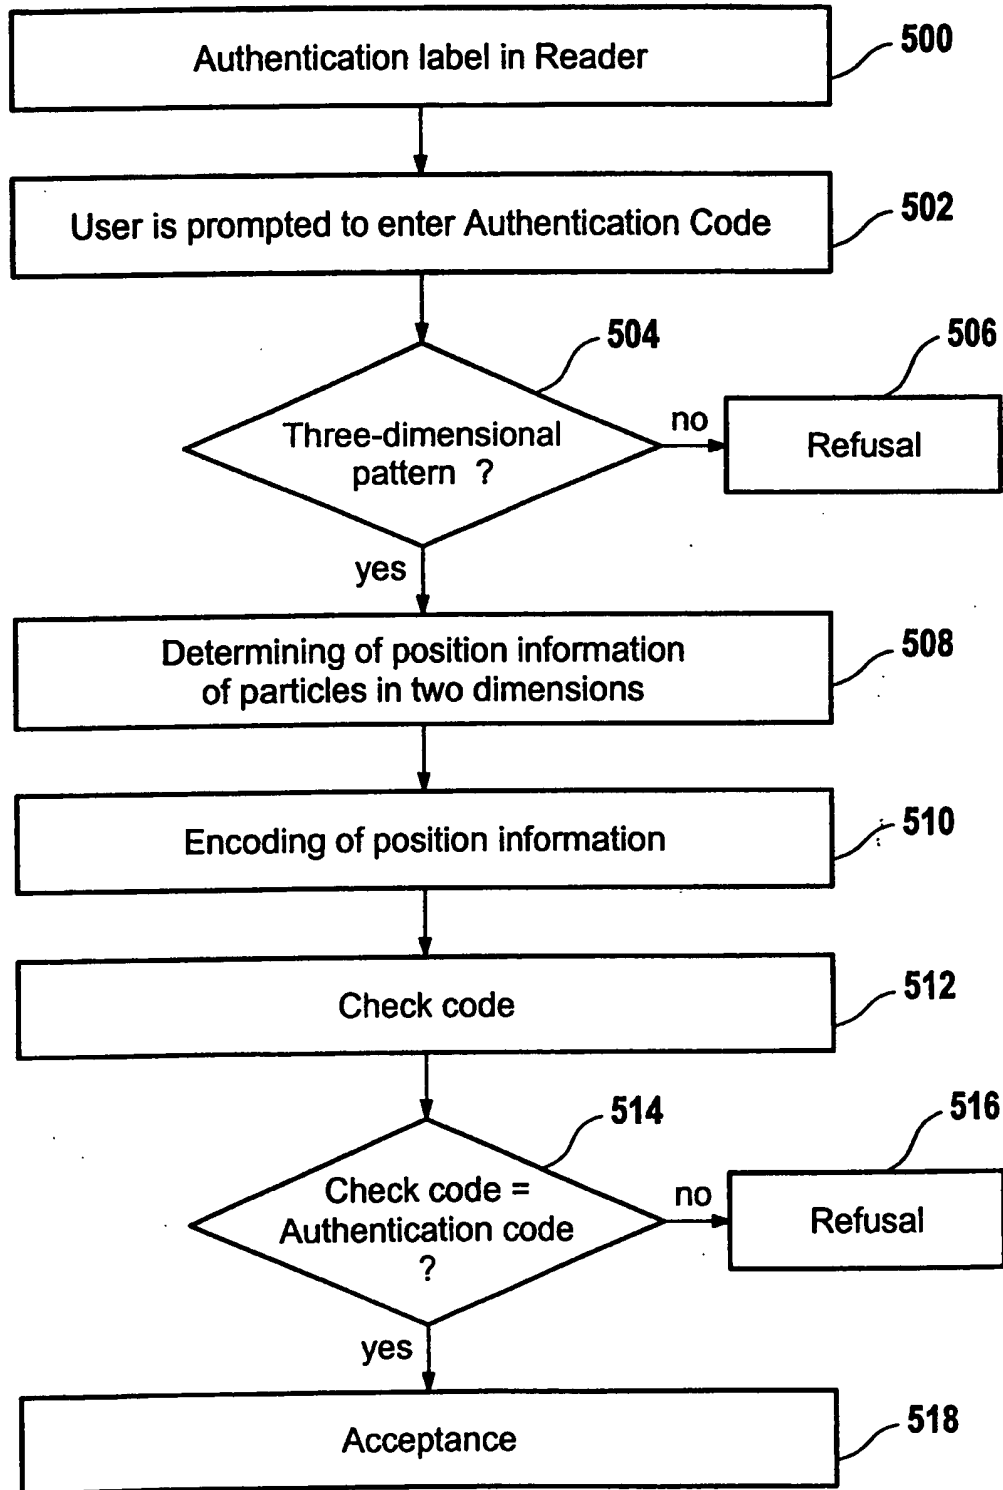 Authentication label in Reader
500
User is prompted to enter Authentication Code
502
504
506
Three-dimensional
pattern ?
no
Refusal
yes
Determining of position information
of particles in two dimensions
508
Encoding of position information
510
Check code
512
514
516
Check code =
Authentication code
?
no
Refusal
yes
Acceptance
518